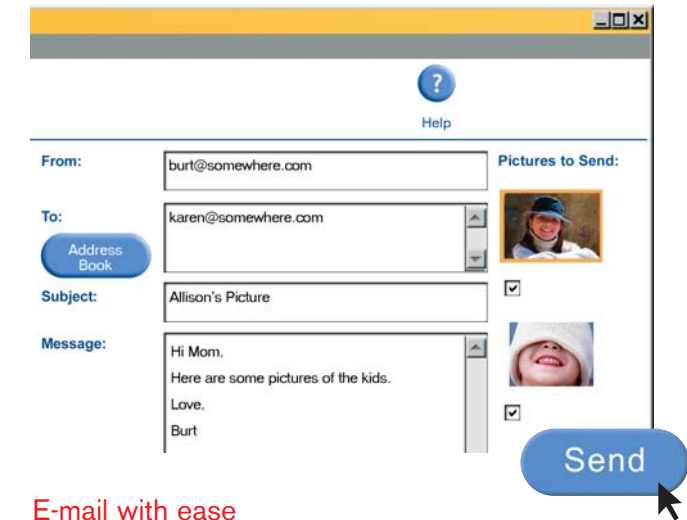 ?
Help
From:
burt@somewhere.com
Pictures to Send:
To:
karen@somewhere.com
Address
Book
Subject:
Allison's Picture
Message:
Hi Mom,
Here are some pictures of the kids.
Love,
Burt
Send
E-mail with ease